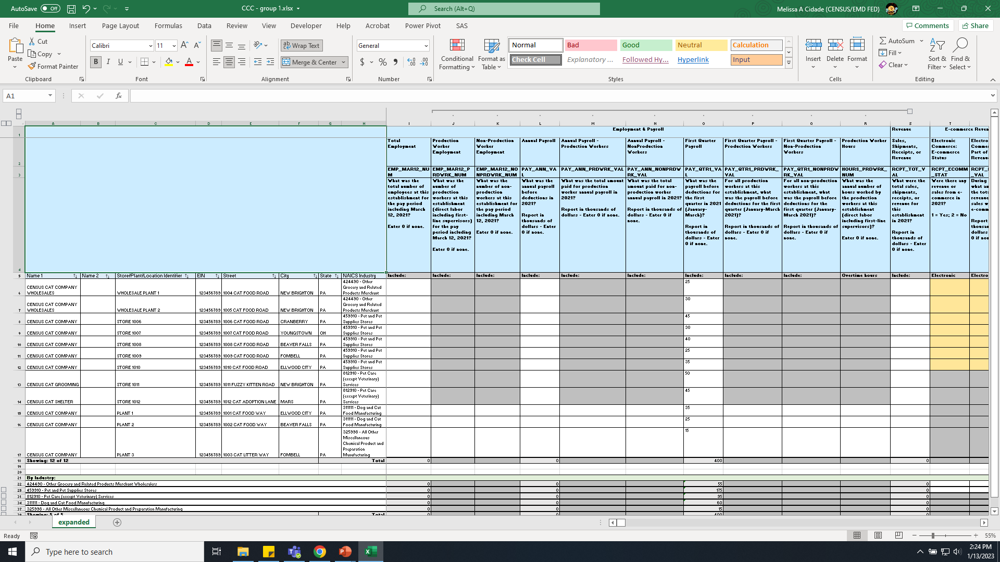 AutoSave Off
CCC - group 1.xlsx
Search (Alt+Q)
Melissa A Cidade (CENSUS/EMD FED)
File Home Insert Page Layout Formulas Data Review View Developer Help Acrobat Power Pivot SAS
Comments Share
Paste Cut Copy Format Painter
Clipboard
Calibri 11
B I U
Font
Wrap Text
Merge & Center
Alignment
General
$ % 9
Number
Conditional Formatting
Format as Table
Normal Bad Good Neutral Calculation
Check Cell Explanatory ... Followed Hy... Hyperlink Input
Styles
Insert Delete Format
Cells
AutoSum
Fill
Clear
Sort & Filter
Find & Select
Editing
A1 fx
A B C D E F G H I J K L M N O P Q R S T
1 Employment & Payroll Revenue E-commerce Reven
2
Total Employment
Production Worker Employment
Non-Production Worker Employment
Annual Payroll
Annual Payroll - Production Workers
Annual Payroll - NonProduction Workers
First Quarter Payroll
First Quarter Payroll - Production Workers
First Quarter Payroll - Non-Production Workers
Production Worker Hours
Sales, Shipments, Receipts, or Revenue
Electronic Commerce: E-commerce Status
Electro Comme Part of Revenu
3
EMP_MAR12_NUM
EMP_MAR12_PRDWRK_NUM
EMP_MAR12_NONPRDWRK_NUM
PAY_ANN_VAL
PAY_ANN_PRDWRK_VAL
PAY_ANN_NONPRDWRK_VAL
PAY_QTR1_VAL
PAY_QTR1_PRDWRK_VAL
PAY_QTR1_NONPRDWRK_VAL
HOURS_PRDWRK_NUM
RCPT_TOT_VAL
RCPT_ECOMM_STAT
RCPT_ _VAL
4
What was the total number of employees at this establishment for the pay period including March 12, 2021? Enter 0 if none.
What was the number of production workers at this establishment (direct labor including first-line supervisors) for the pay period including March 12, 2021? Enter 0 if none.
What was the number of non-production workers at this establishment for the pay period including March 12, 2021? Enter 0 if none.
What was the annual payroll before deductions in 2021? Report in thousands of dollars - Enter 0 if none.
What was the total amount paid for production worker annual payroll in 2021? Report in thousands of dollars - Enter 0 if none.
What was the total amount paid for non-production worker annual payroll in 2021? Report in thousands of dollars - Enter 0 if none.
What was the payroll before deductions for the first quarter in 2021 (January-March)? Report in thousands of dollars - Enter 0 if none.
For all production workers at this establishment, what was the payroll before deductions for the first quarter (January-March 2021)? Report in thousands of dollars - Enter 0 if none.
For all non-production workers at this establishment, what was the payroll before deductions for the first quarter (January-March 2021)? Report in thousands of dollars - Enter 0 if none.
What was the annual number of hours worked by the production workers at this establishment (direct labor including first-line supervisors)? Enter 0 if none.
What were the total sales, shipments, receipts, or revenue for this establishment in 2021? Report in thousands of dollars - Enter 0 if none.
Were there any revenue or sales from e-commerce in 2021? 1 = Yes; 2 = No
During what an the tot revenue sales w e-comm Report thousan dollars 0 if non
5 Name 1 Name 2 Store/Plant/Location Identifier EIN Street City State NAICS Industry Include: Include: Include: Include: Include: Include: Include: Include: Include: Overtime hours Include: Electronic Electro
6 CENSUS CAT COMPANY WHOLESALES WHOLESALE PLANT 1 123456789 1004 CAT FOOD ROAD NEW BRIGHTON PA 424490 - Other Grocery and Related Products Merchant 25
7 CENSUS CAT COMPANY WHOLESALES WHOLESALE PLANT 2 123456789 1005 CAT FOOD ROAD NEW BRIGHTON PA 424490 - Other Grocery and Related Products Merchant 30
8 CENSUS CAT COMPANY STORE 1006 123456789 1006 CAT FOOD ROAD CRANBERRY PA 459910 - Pet and Pet Supplies Stores 45
9 CENSUS CAT COMPANY STORE 1007 123456789 1007 CAT FOOD ROAD YOUNGSTOWN OH 459910 - Pet and Pet Supplies Stores 30
10 CENSUS CAT COMPANY STORE 1008 123456789 1008 CAT FOOD ROAD BEAVER FALLS PA 459910 - Pet and Pet Supplies Stores 40
11 CENSUS CAT COMPANY STORE 1009 123456789 1009 CAT FOOD ROAD FOMBELL PA 459910 - Pet and Pet Supplies Stores 25
12 CENSUS CAT COMPANY STORE 1010 123456789 1010 CAT FOOD ROAD ELLWOOD CITY PA 459910 - Pet and Pet Supplies Stores 35
13 CENSUS CAT GROOMING STORE 1011 123456789 1011 FUZZY KITTEN ROAD NEW BRIGHTON PA 812910 - Pet Care (except Veterinary) Services 50
14 CENSUS CAT SHELTER STORE 1012 123456789 1012 CAT ADOPTION LANE MARS PA 812910 - Pet Care (except Veterinary) Services 45
15 CENSUS CAT COMPANY PLANT 1 123456789 1001 CAT FOOD WAY ELLWOOD CITY PA 311111 - Dog and Cat Food Manufacturing 35
16 CENSUS CAT COMPANY PLANT 2 123456789 1002 CAT FOOD WAY BEAVER FALLS PA 311111 - Dog and Cat Food Manufacturing 25
17 CENSUS CAT COMPANY PLANT 3 123456789 1003 CAT LITTER WAY FOMBELL PA 325998 - All Other Miscellaneous Chemical Product and Preparation Manufacturing 15
18 Showing: 12 of 12 Total 0 0 400 0
19
20
21 By Industry:
22 424490 - Other Grocery and Related Products Merchant Wholesalers 0 0 55 0
25 459910 - Pet and Pet Supplies Stores 0 0 175 0
31 812910 - Pet Care (except Veterinary) Services 0 0 95 0
34 311111 - Dog and Cat Food Manufacturing 0 0 60 0
37 325998 - All Other Miscellaneous Chemical Product and Preparation Manufacturing 0 0 15 0
Showing: 5 of 5 Total 0 0 400 0
expanded
Ready
55%
Type here to search
2:24 PM
1/13/2023